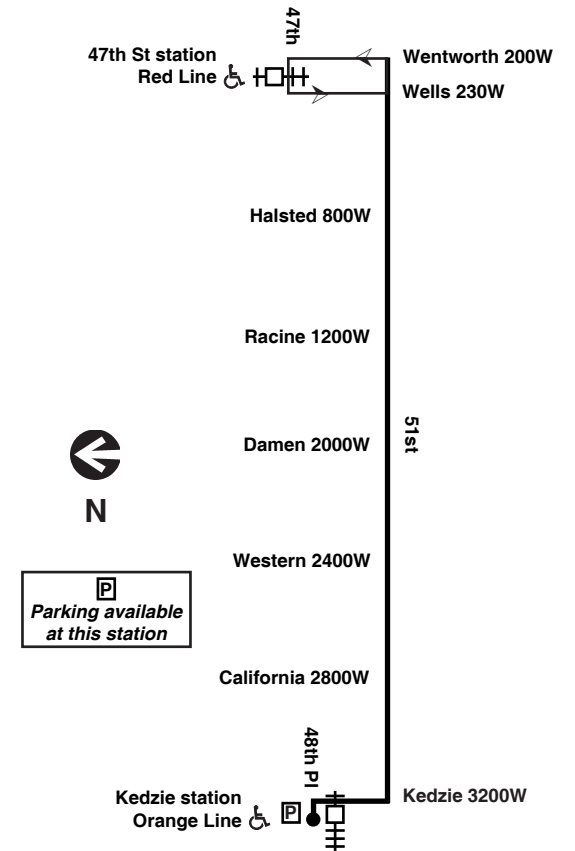 47th
47th St station
Red Line
Wentworth 200W
Wells 230W
Halsted 800W
Racine 1200W
51st
Damen 2000W
N
Western 2400W
P
Parking available
at this station
California 2800W
48th Pl
Kedzie station
Orange Line
P
Kedzie 3200W